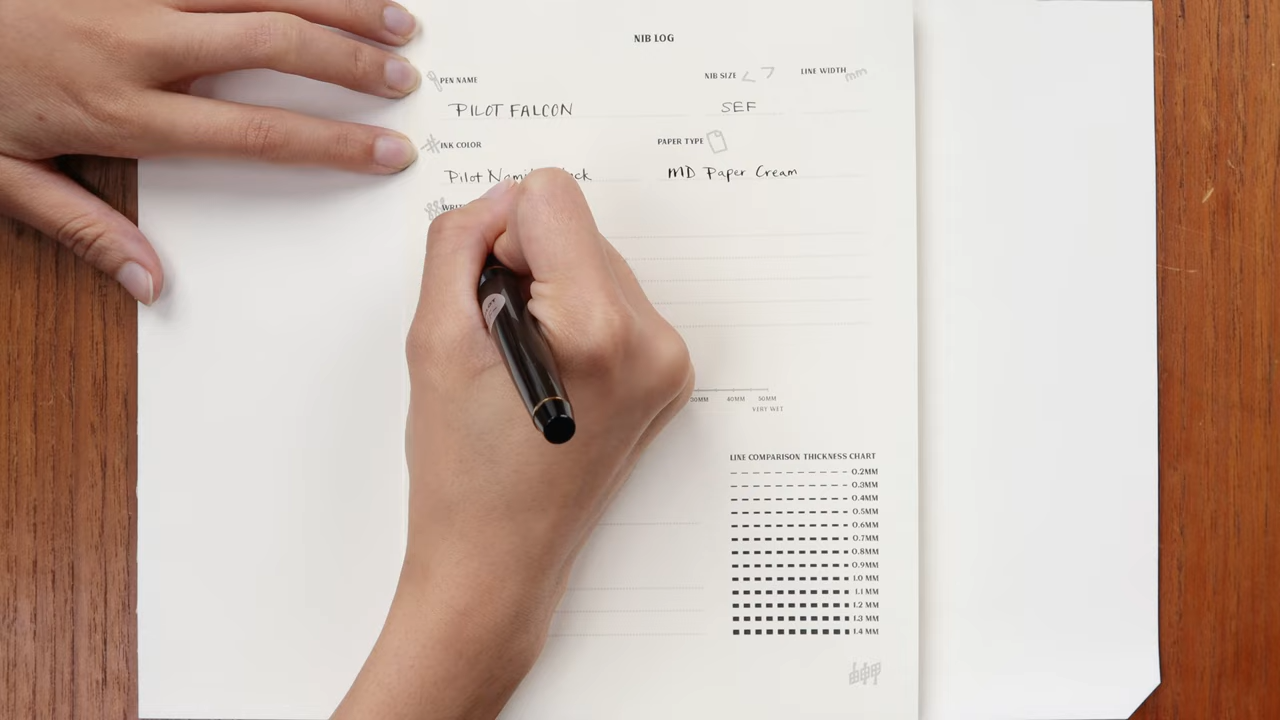 NIB LOG
PEN NAME NIB SIZE LINE WIDTH mm
PILOT FALCON SEF
INK COLOR PAPER TYPE
Pilot MD Paper Cream
40MM 50MM
VERY WET
LINE COMPARISON THICKNESS CHART
0.2MM
0.3MM
0.4MM
0.5MM
0.6MM
0.7MM
0.8MM
0.9MM
1.0 MM
1.1 MM
1.2 MM
1.3 MM
1.4 MM